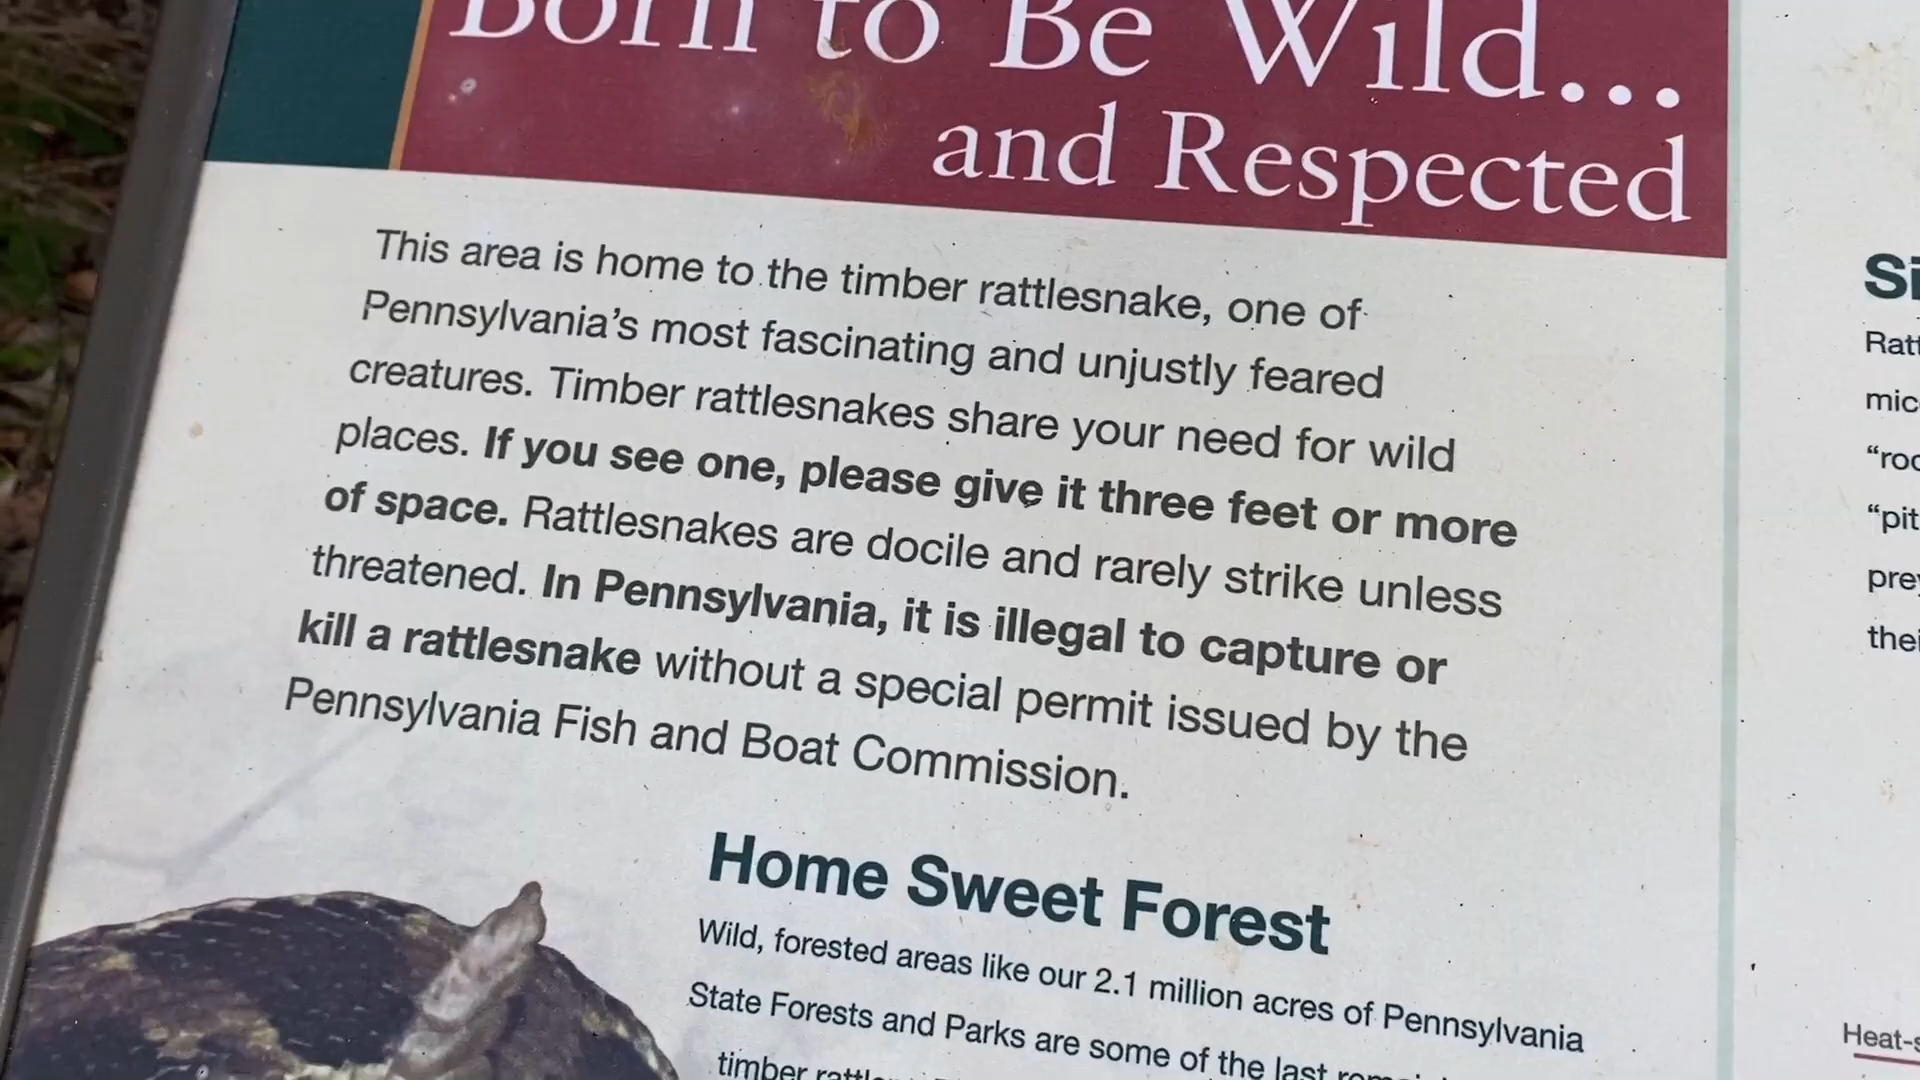 Born to Be Wild...
and Respected
This area is home to the timber rattlesnake, one of
Pennsylvania's most fascinating and unjustly feared
creatures. Timber rattlesnakes share your need for wild
places. If you see one, please give it three feet or more
of space. Rattlesnakes are docile and rarely strike unless
threatened. In Pennsylvania, it is illegal to capture or
kill a rattlesnake without a special permit issued by the
Pennsylvania Fish and Boat Commission.
Home Sweet Forest
Wild, forested areas like our 2.1 million acres of Pennsylvania
State Forests and Parks are some of the last
timber